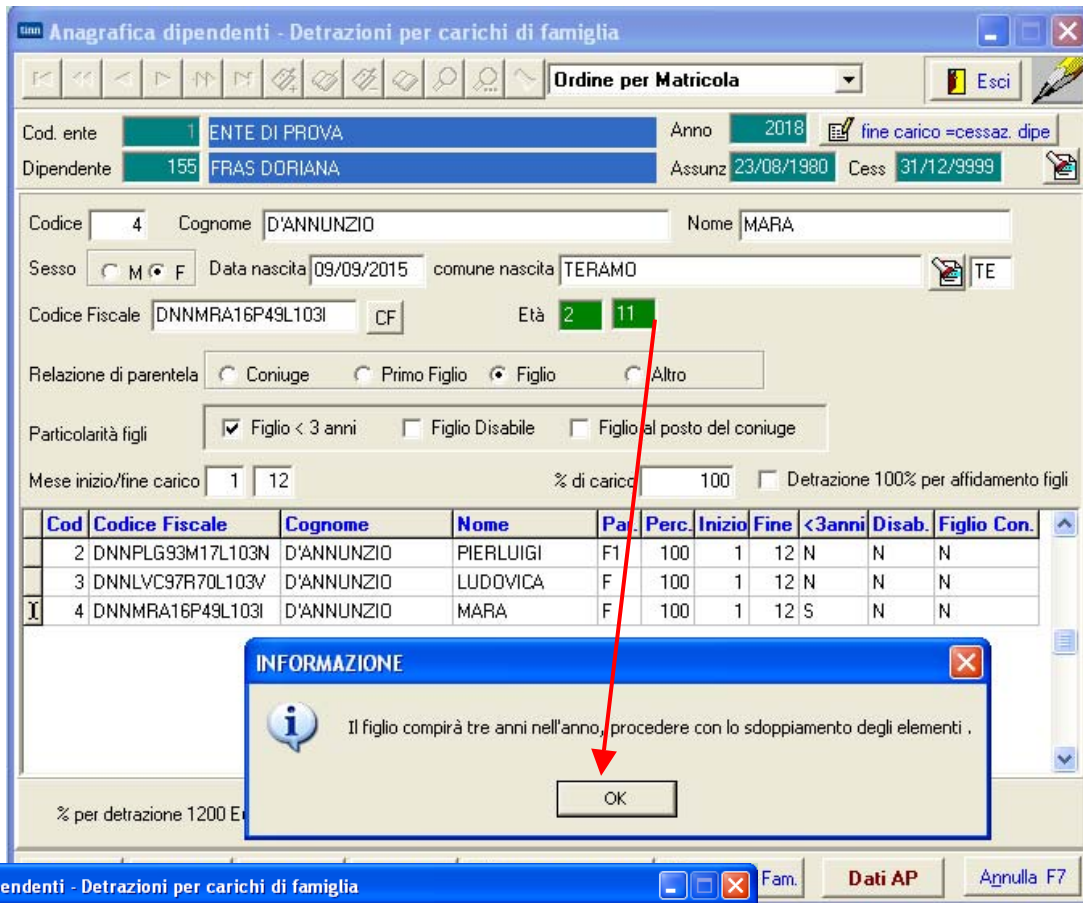 tinn Anagrafica dipendenti - Detrazioni per carichi di famiglia
Ordine per Matricola Esci
Cod. ente 1 ENTE DI PROVA Anno 2018 fine carico =cessaz. dipe
Dipendente 155 FRAS DORIANA Assunz 23/08/1980 Cess 31/12/9999
Codice 4 Cognome D'ANNUNZIO Nome MARA
Sesso M F Data nascita 09/09/2015 comune nascita TERAMO TE
Codice Fiscale DNNMRA16P49L103I CF Età 2 11
Relazione di parentela Coniuge Primo Figlio Figlio Altro
Particolarità figli Figlio < 3 anni Figlio Disabile Figlio al posto del coniuge
Mese inizio/fine carico 1 12 % di carico 100 Detrazione 100% per affidamento figli
Cod Codice Fiscale Cognome Nome Par. Perc. Inizio Fine <3anni Disab. Figlio Con.
2 DNNPLG93M17L103N D'ANNUNZIO PIERLUIGI F1 100 1 12 N N N
3 DNNLVC97R70L103V D'ANNUNZIO LUDOVICA F 100 1 12 N N N
4 DNNMRA16P49L103I D'ANNUNZIO MARA F 100 1 12 S N N
INFORMAZIONE
Il figlio compirà tre anni nell'anno, procedere con lo sdoppiamento degli elementi .
OK
% per detrazione 1200 E
endenti - Detrazioni per carichi di famiglia
Fam. Dati AP Annulla F7